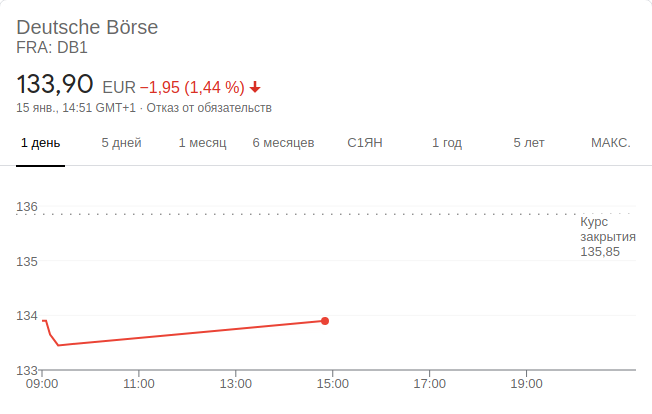 Deutsche Börse
FRA: DB1
133,90 EUR −1,95 (1,44 %)
15 янв., 14:51 GMT+1 · Отказ от обязательств
1 день 5 дней 1 месяц 6 месяцев С1ЯН 1 год 5 лет МАКС.
136
Курс
закрытия
135,85
135
134
133
09:00 11:00 13:00 15:00 17:00 19:00